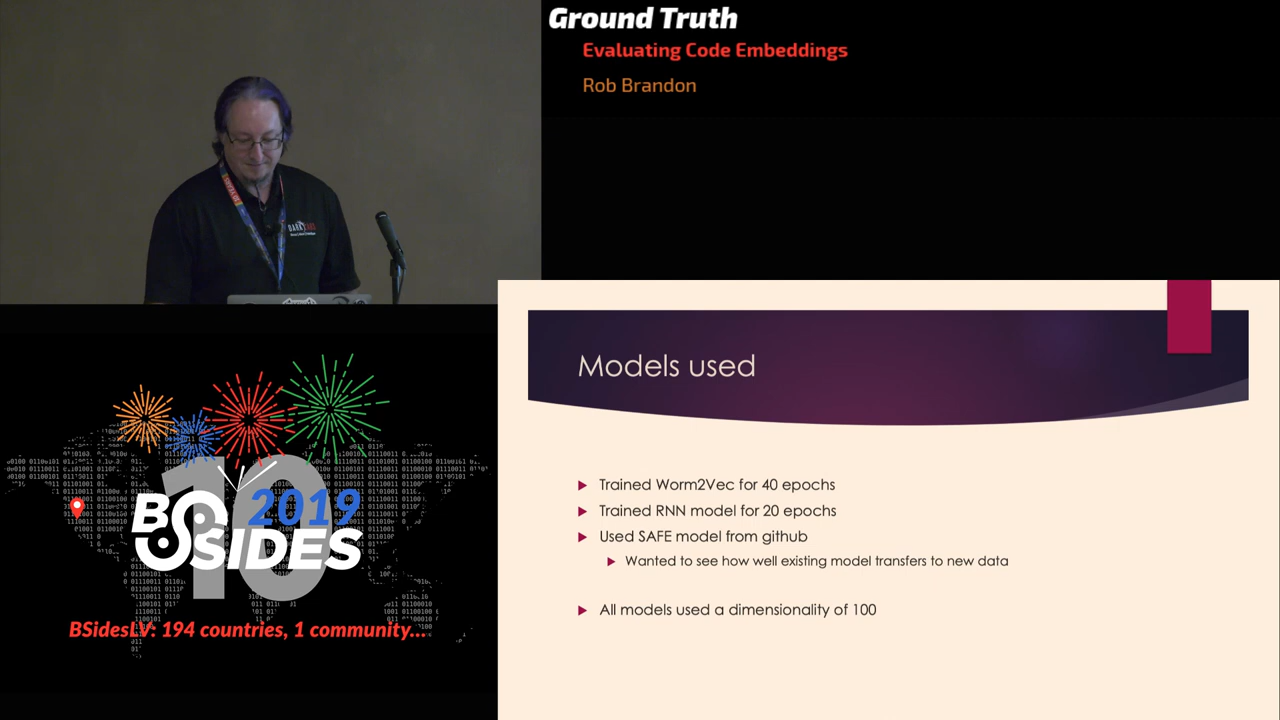 Ground Truth
Evaluating Code Embeddings
Rob Brandon
Models used
Trained Worm2Vec for 40 epochs
Trained RNN model for 20 epochs
Used SAFE model from github
Wanted to see how well existing model transfers to new data
All models used a dimensionality of 100
10
2019
BSIDES
BSidesLV: 194 countries, 1 community...